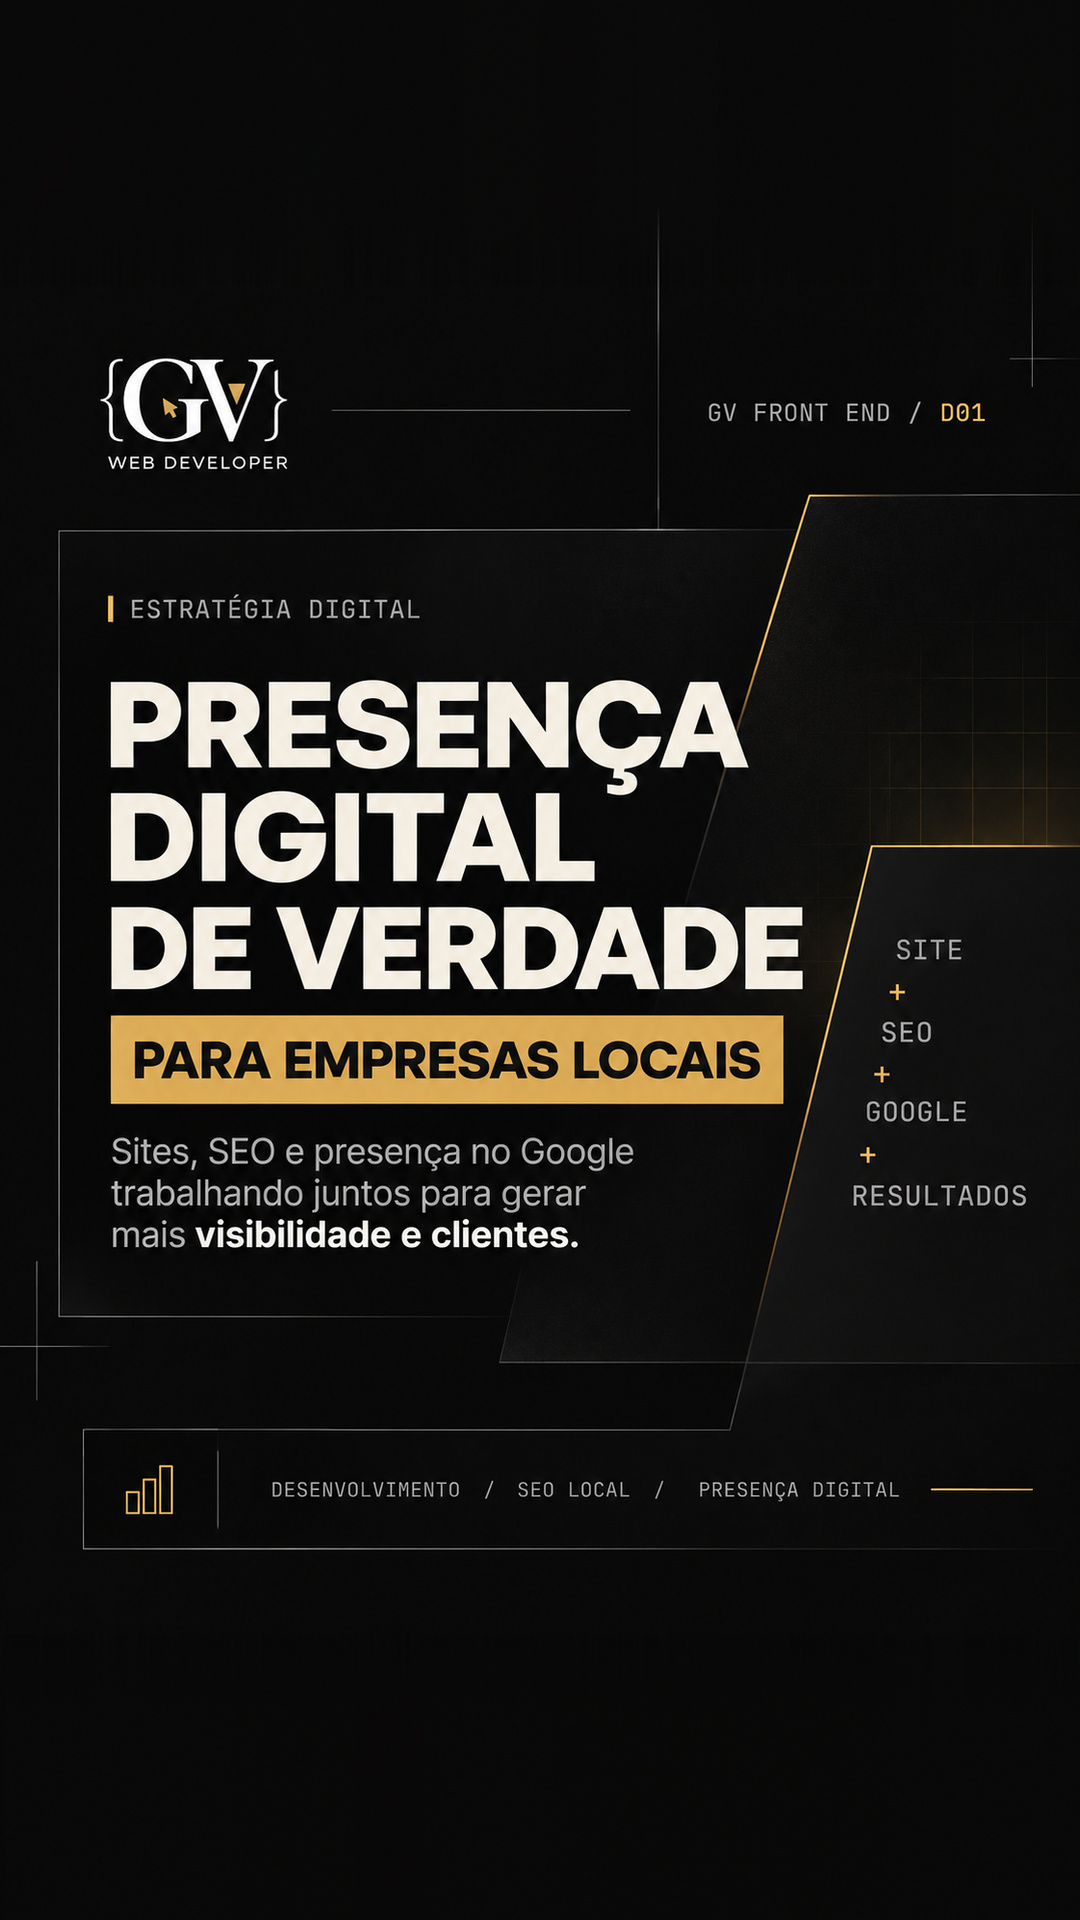 {GV}
WEB DEVELOPER
GV FRONT END / D01
ESTRATÉGIA DIGITAL
PRESENÇA
DIGITAL
DE VERDADE
PARA EMPRESAS LOCAIS
Sites, SEO e presença no Google
trabalhando juntos para gerar
mais visibilidade e clientes.
SITE
+
SEO
+
GOOGLE
+
RESULTADOS
DESENVOLVIMENTO / SEO LOCAL / PRESENÇA DIGITAL